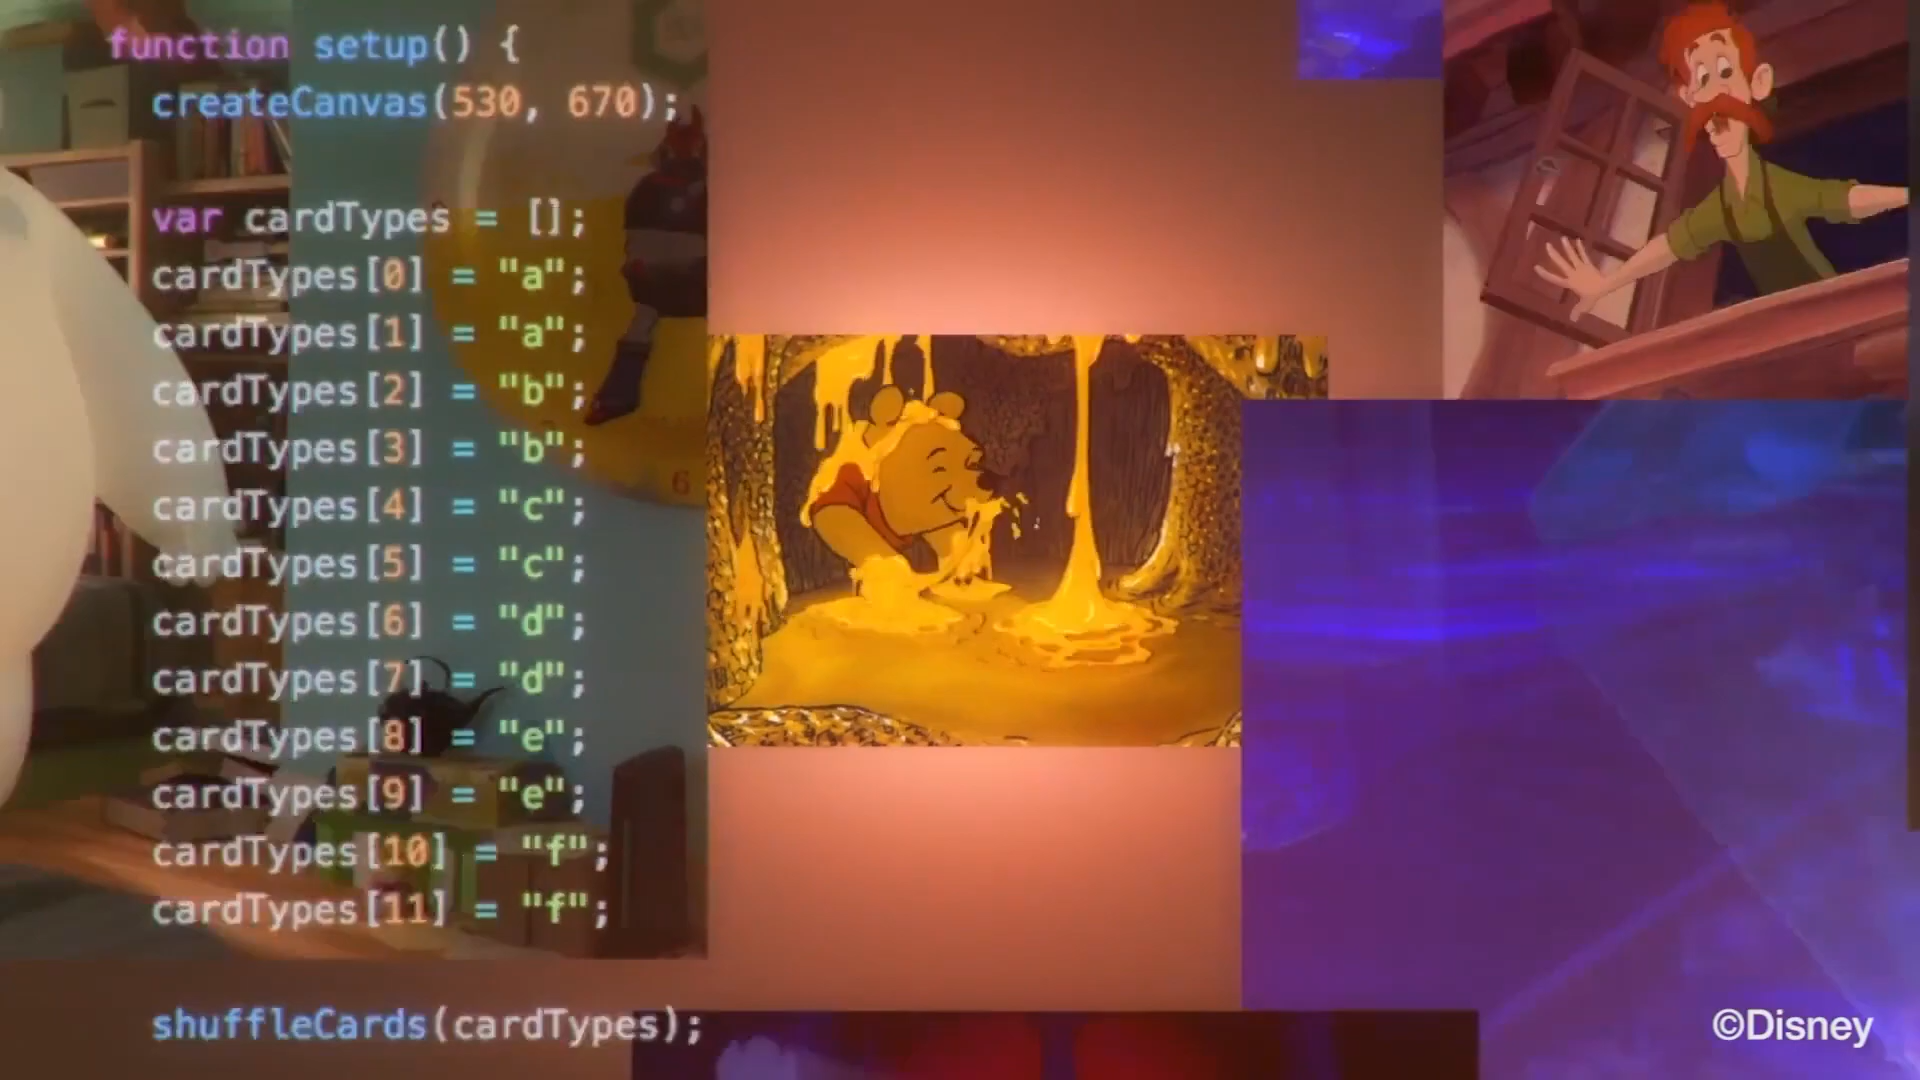 function setup() {
createCanvas(530, 670);
var cardTypes = [];
cardTypes[0] = "a";
cardTypes[1] = "a";
cardTypes[2] = "b";
cardTypes[3] = "b";
cardTypes[4] = "c";
cardTypes[5] = "c";
cardTypes[6] = "d";
cardTypes[7] = "d";
cardTypes[8] = "e";
cardTypes[9] = "e";
cardTypes[10] = "f";
cardTypes[11] = "f";
shuffleCards(cardTypes);
6
©Disney